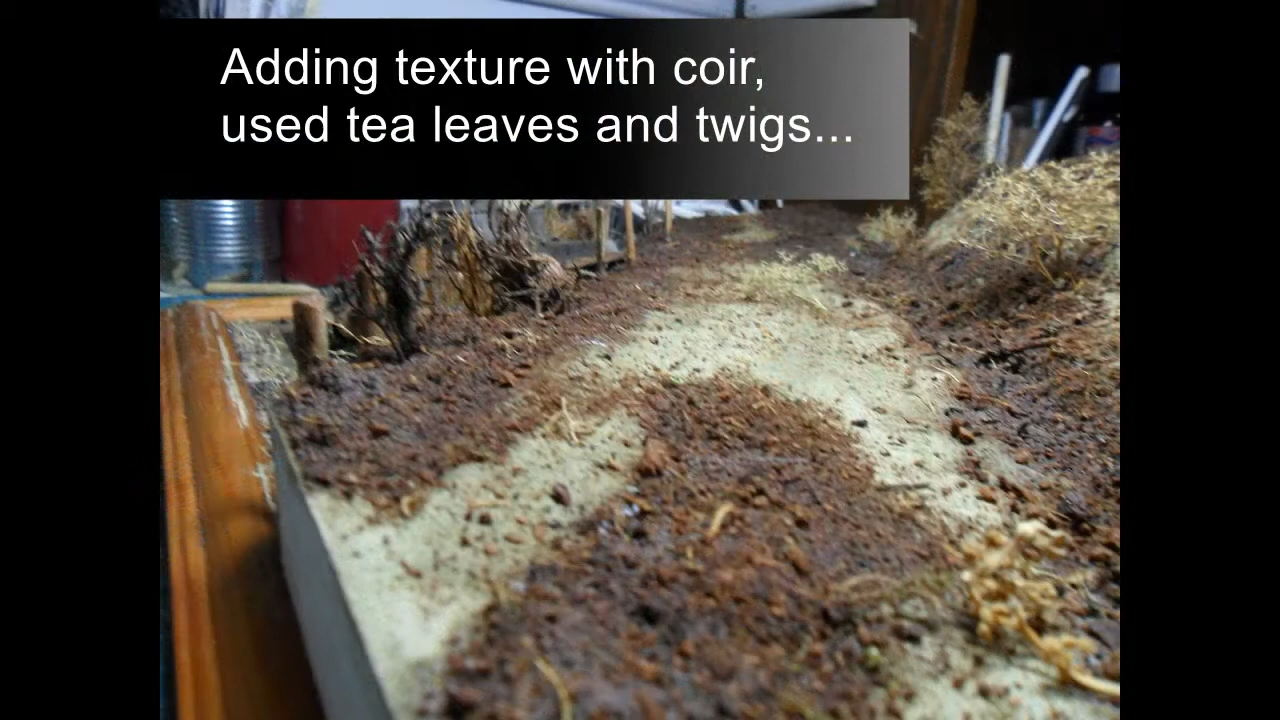 Adding texture with coir,
used tea leaves and twigs...